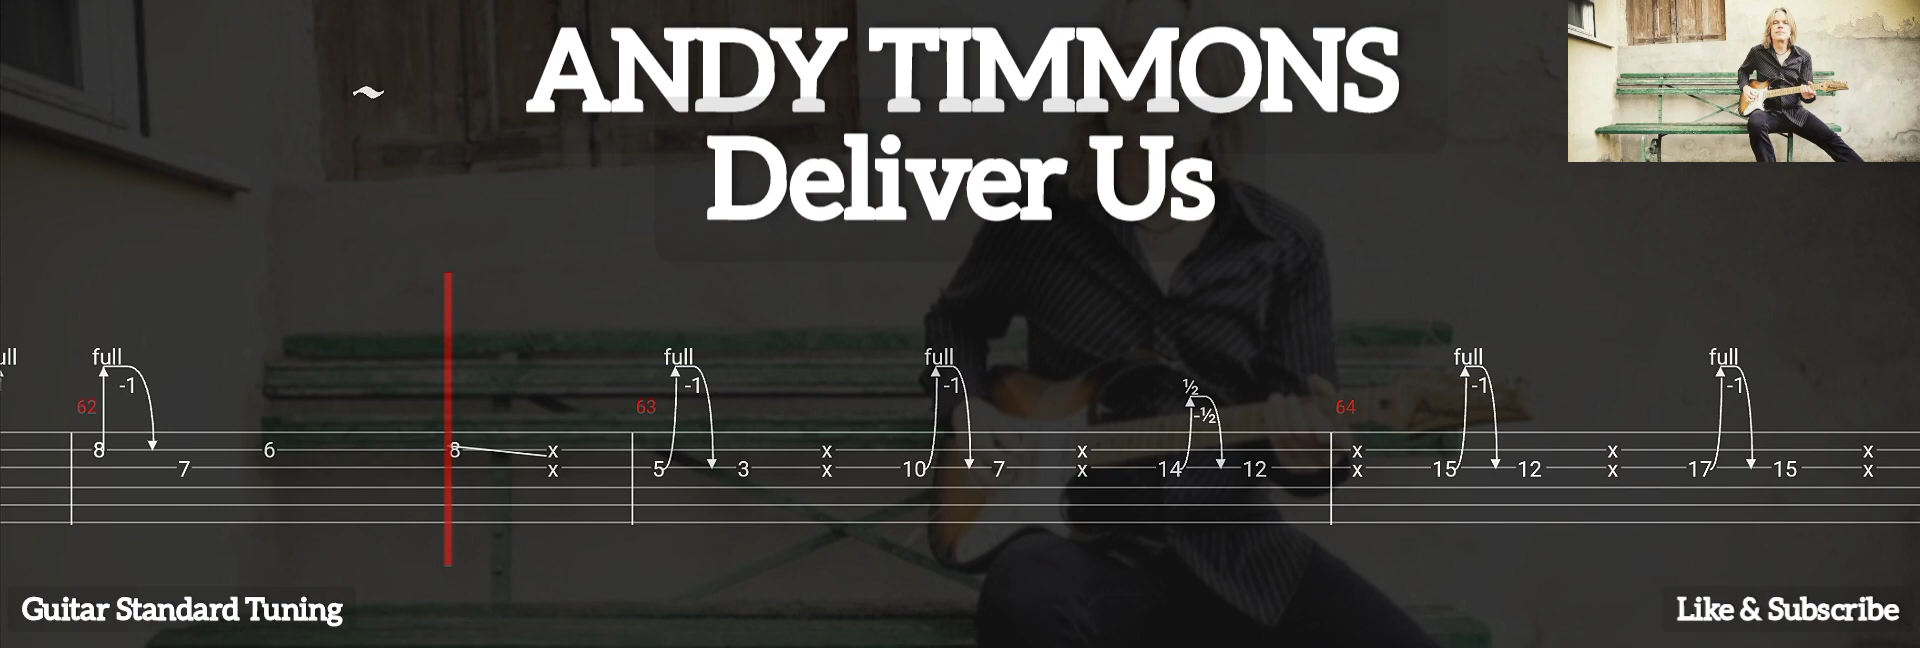 ANDY TIMMONS
~
Deliver Us
ull full full full ½ full full
-1 -1 -1 -½ -1 -1
62 63 64
8 6 8 x x x x x x
7 x 5 3 x 10 7 x 14 12 x 15 12 x 17 15 x
Guitar Standard Tuning
Like & Subscribe